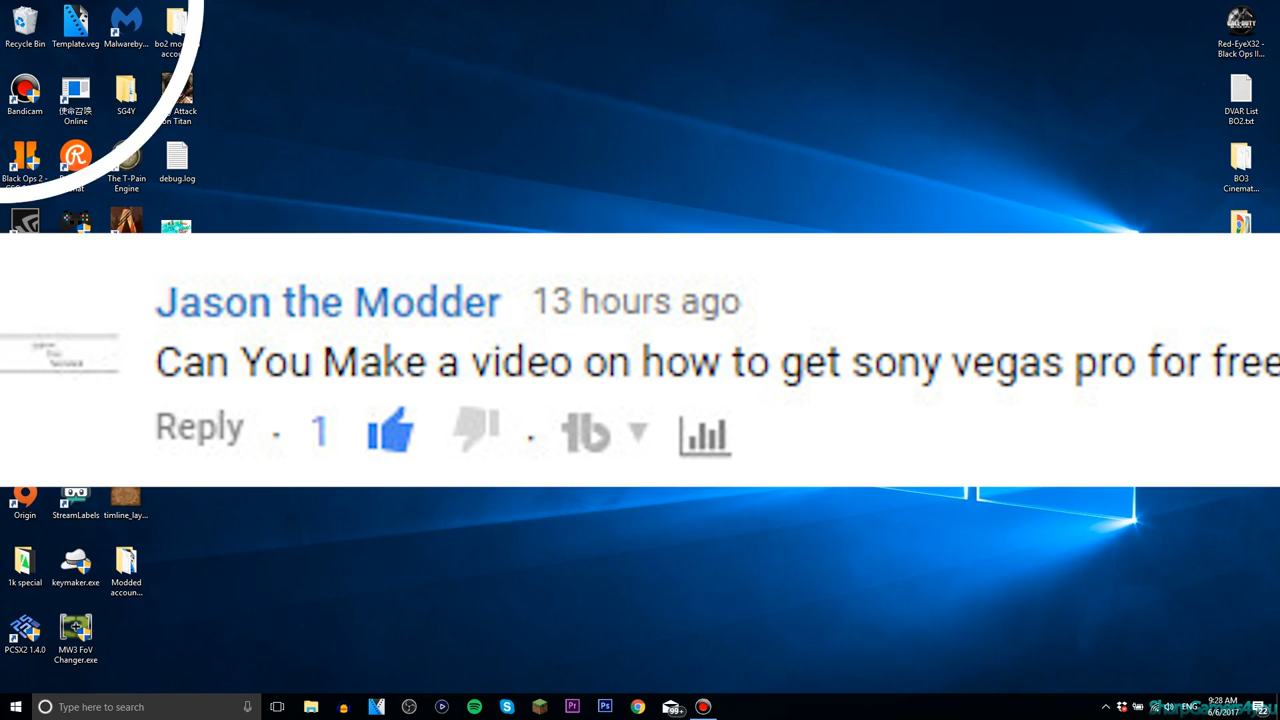 Recycle Bin
Template.veg
Malwareby...
Red-EyeX32 -
Black Ops II...
Bandicam
使命召唤
Online
SG4Y
Attack
on Titan
DVAR List
BO2.txt
Black Ops 2 -
The T-Pain
Engine
debug.log
BO3
Cinemat...
Jason the Modder 13 hours ago
Can You Make a video on how to get sony vegas pro for free
Reply · 1
Origin
StreamLabels
timline_lay...
1k special
keymaker.exe
Modded
accoun...
PCSX2 1.4.0
MW3 FoV
Changer.exe
Type here to search
99+
ENG
9:28 AM
6/6/2017
22